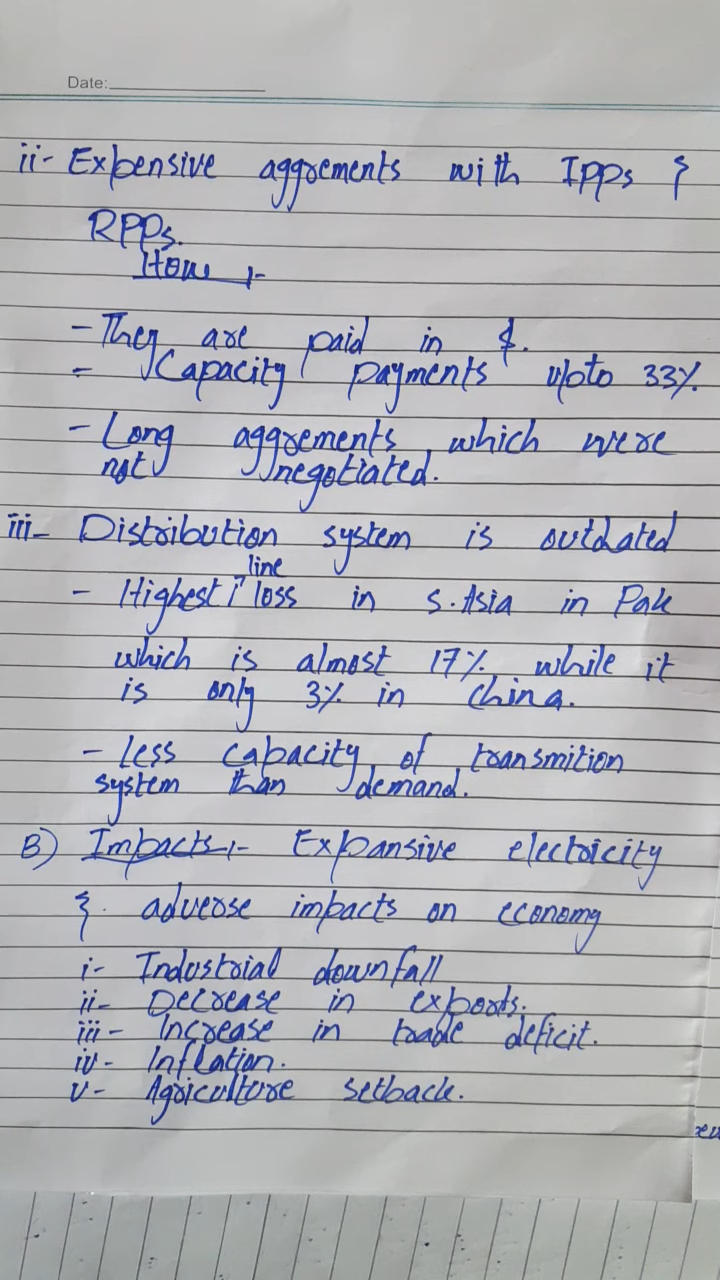 Date:
ii- Expensive aggrements with IPPs &
RPPs.
How :-
- They are paid in $.
- Capacity payments upto 33%.
- Long aggrements which were
not negotiated.
iii- Distribution system is outdated
line
- Highest loss in S.Asia in Pak
which is almost 17% while it
is only 3% in China.
- Less capacity of transmition
system than demand.
B) Impacts:- Expansive electricity
& adverse impacts on economy
i- Industrial downfall
ii- Decrease in exports.
iii- Increase in trade deficit.
iv- Inflation.
v- Agriculture setback.